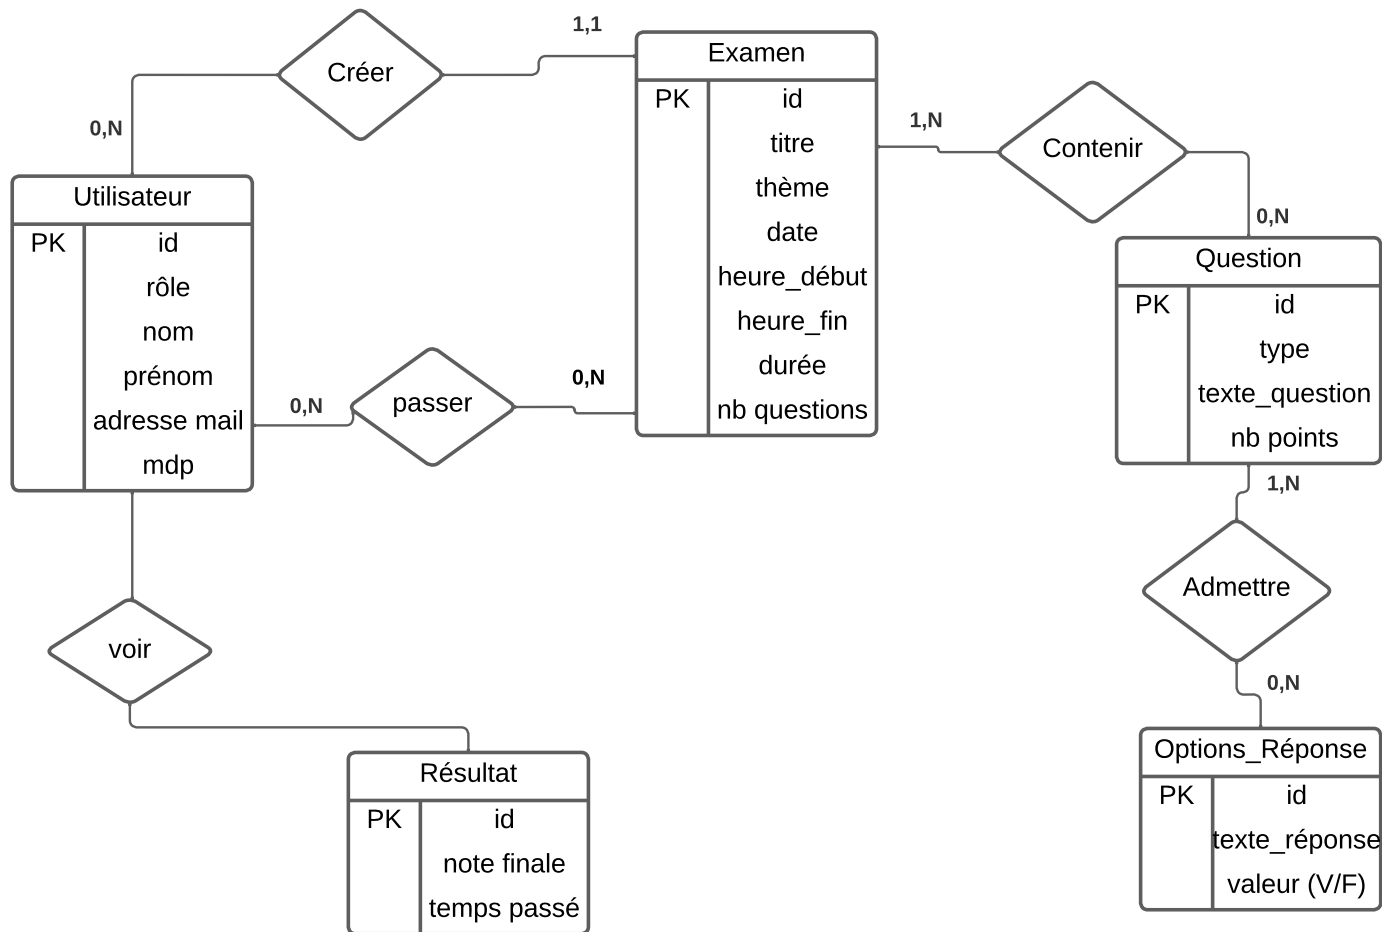 Créer
1,1
0,N
Examen
PK id
titre
thème
date
heure_début
heure_fin
durée
nb questions
1,N
Contenir
0,N
Utilisateur
PK id
rôle
nom
prénom
adresse mail
mdp
0,N
passer
0,N
Question
PK id
type
texte_question
nb points
1,N
Admettre
0,N
voir
Résultat
PK id
note finale
temps passé
Options_Réponse
PK id
texte_réponse
valeur (V/F)